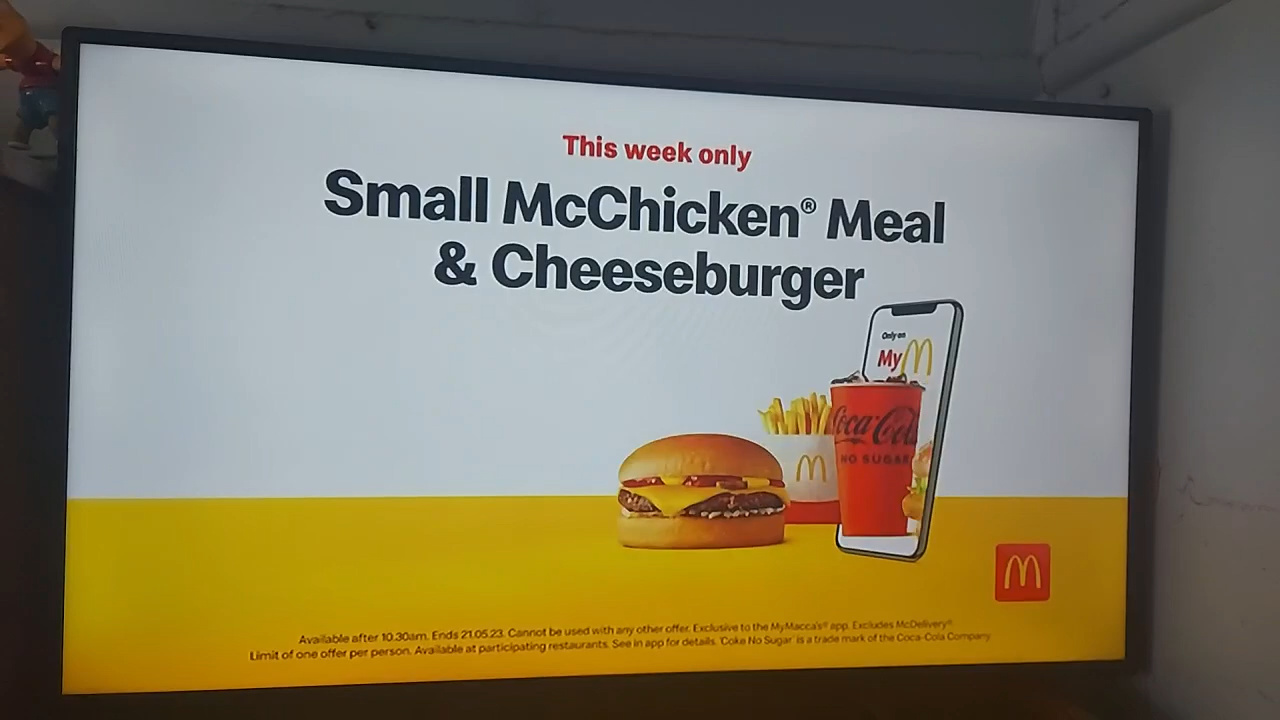 This week only
Small McChicken® Meal
& Cheeseburger
Only on
My
Coca-Cola
NO SUGAR
Available after 10.30am. Ends 21.05.23. Cannot be used with any other offer. Exclusive to the MyMacca's® app. Excludes McDelivery®
Limit of one offer per person. Available at participating restaurants. See in app for details. 'Coke No Sugar' is a trade mark of the Coca-Cola Company